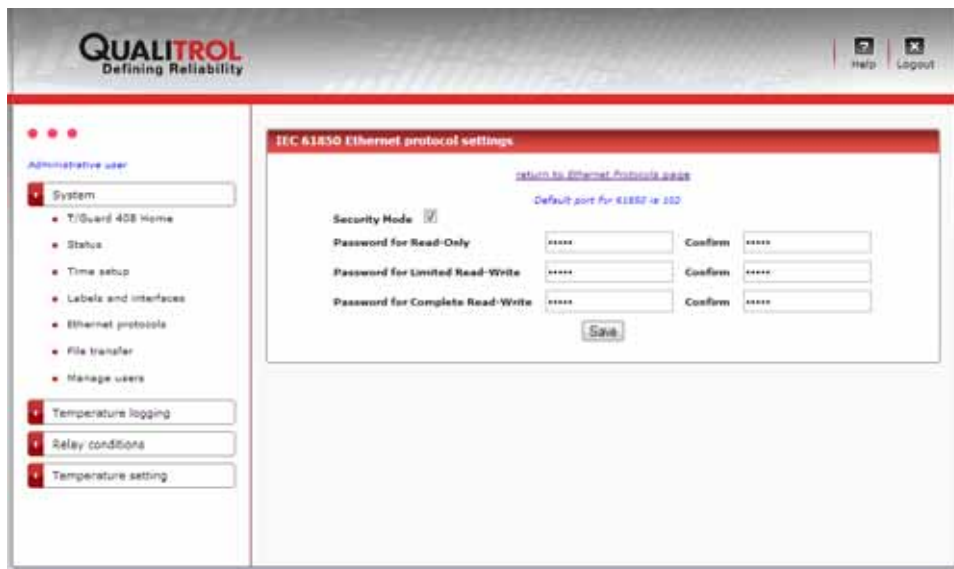 QUALITROL
Defining Reliability
Help
Logout
Administrative user
System
T/Guard 408 Home
Status
Time setup
Labels and interfaces
Ethernet protocols
File transfer
Manage users
Temperature logging
Relay conditions
Temperature setting
IEC 61850 Ethernet protocol settings
return to Ethernet Protocols page
Default port for 61850 is 102
Security Mode
Password for Read-Only ••••• Confirm •••••
Password for Limited Read-Write ••••• Confirm •••••
Password for Complete Read-Write ••••• Confirm •••••
Save